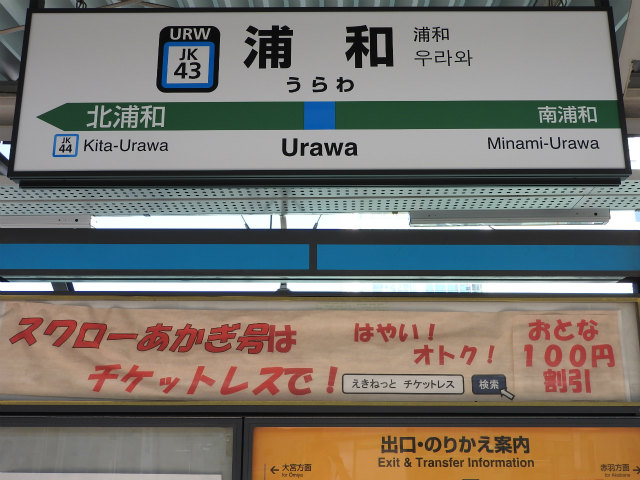 URW
JK
43
浦和
浦和
우라와
うらわ
北浦和
南浦和
JK
44
Kita-Urawa
Urawa
Minami-Urawa
スワローあかぎ号は
はやい！
オトク！
チケットレスで！
えきねっと チケットレス
検索
おとな
100円
割引
出口・のりかえ案内
Exit & Transfer Information
←大宮方面
for Omiya
赤羽方面→
for Akabane